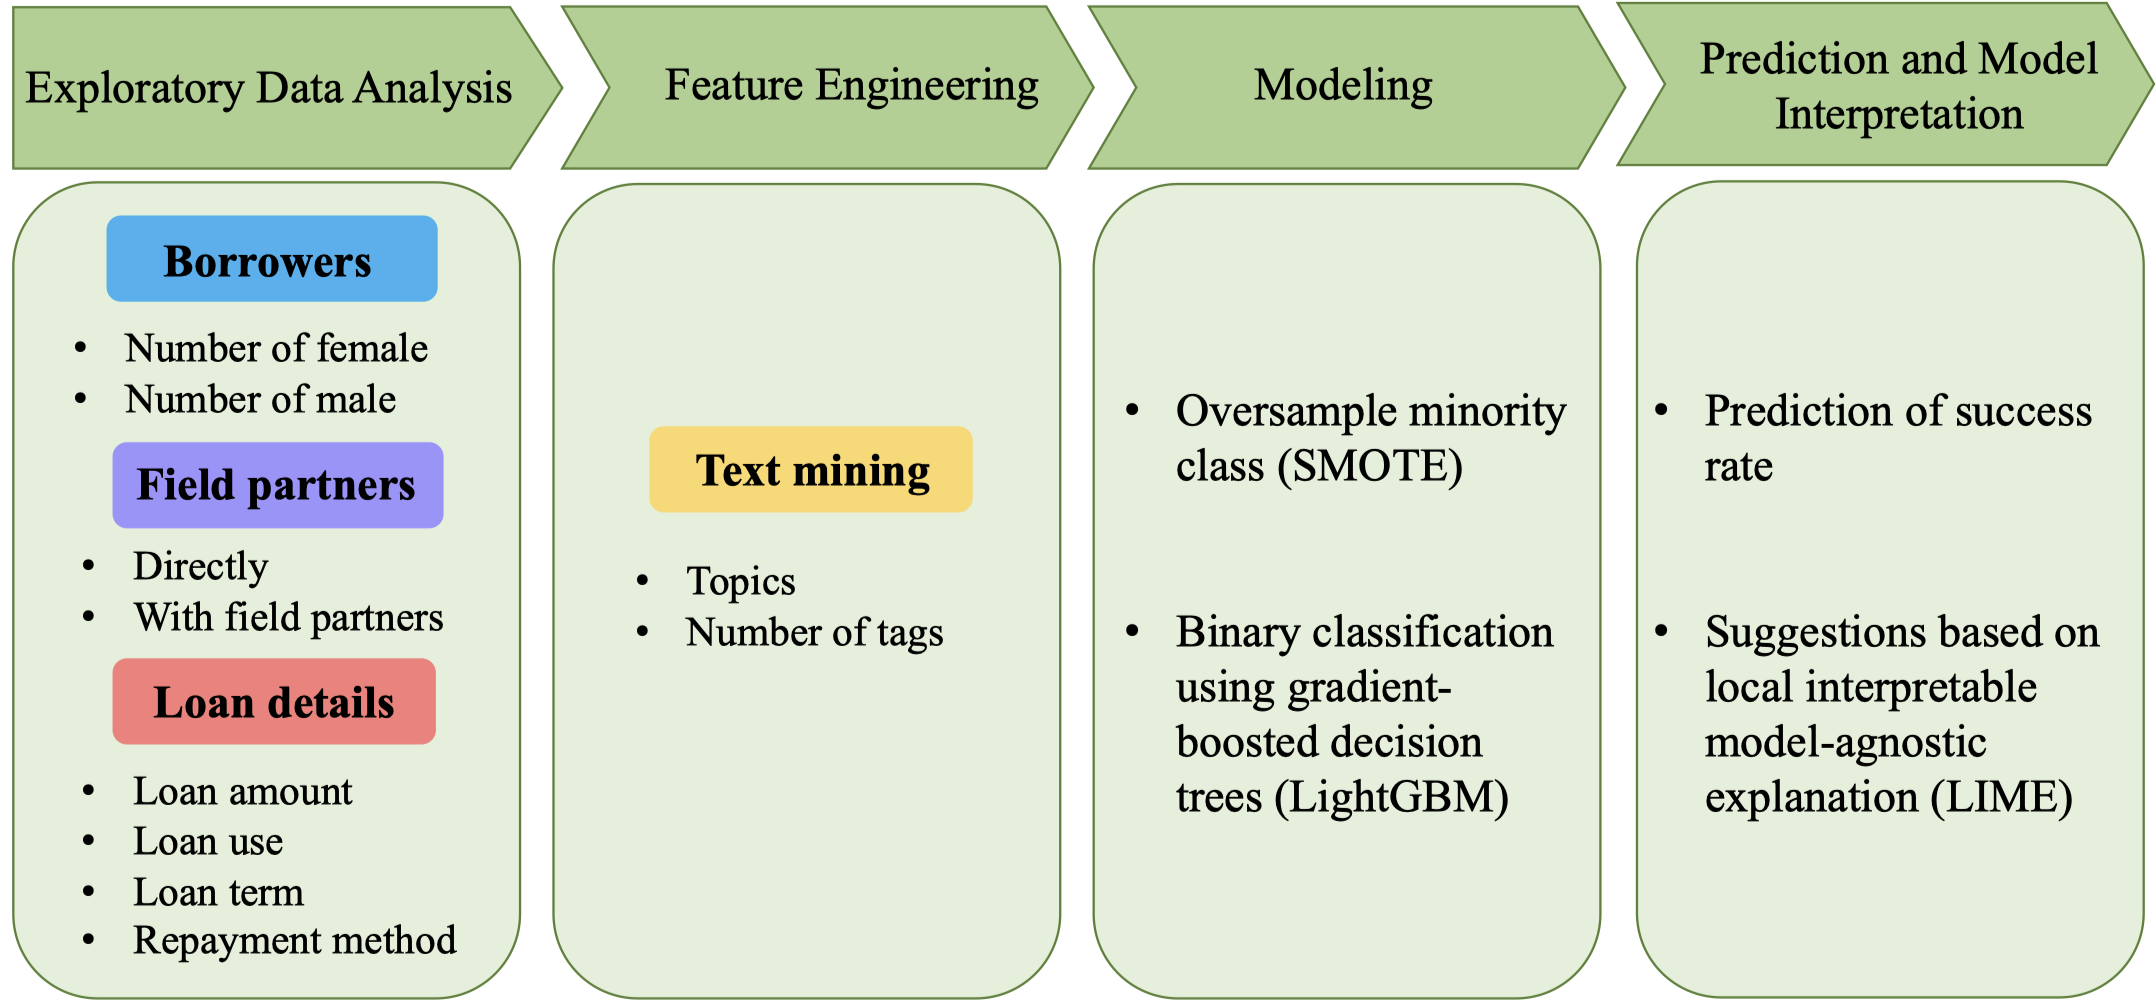 Exploratory Data Analysis
Borrowers
• Number of female
• Number of male
Field partners
• Directly
• With field partners
Loan details
• Loan amount
• Loan use
• Loan term
• Repayment method
Feature Engineering
Text mining
• Topics
• Number of tags
Modeling
• Oversample minority
class (SMOTE)
• Binary classification
using gradient-
boosted decision
trees (LightGBM)
Prediction and Model
Interpretation
• Prediction of success
rate
• Suggestions based on
local interpretable
model-agnostic
explanation (LIME)